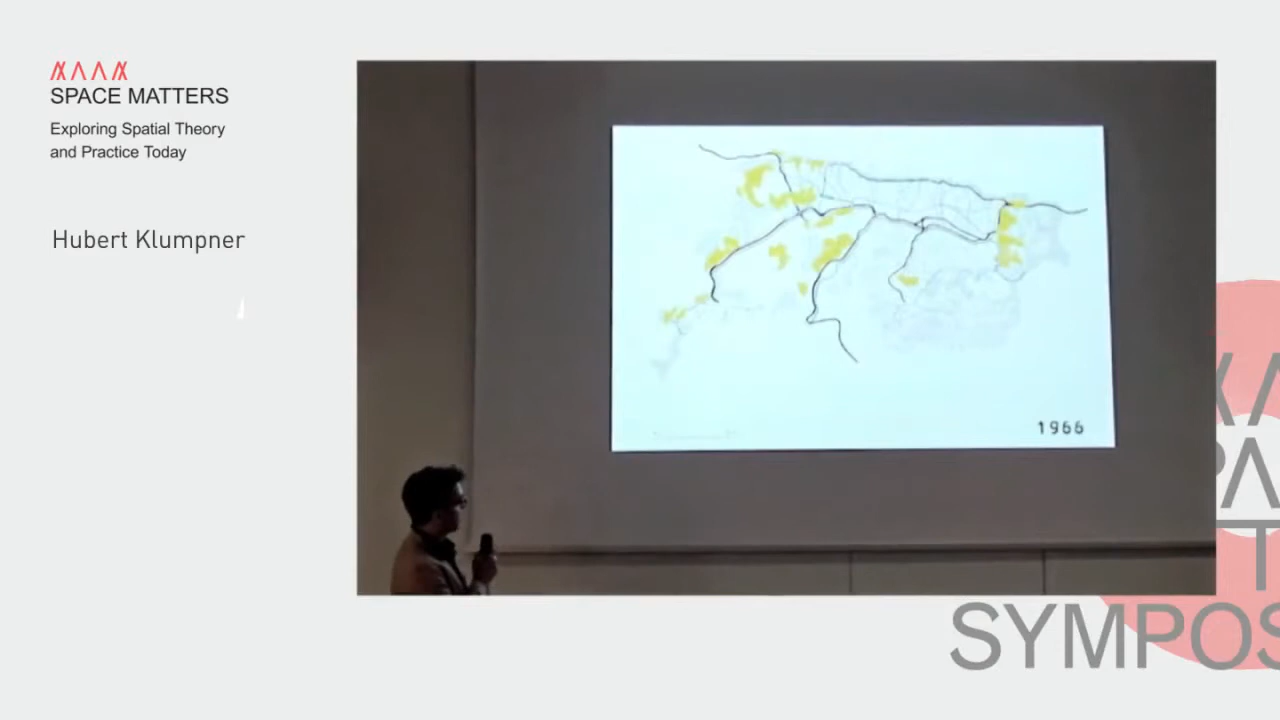 SPACE MATTERS
Exploring Spatial Theory
and Practice Today
Hubert Klumpner
1966
SYMPOS